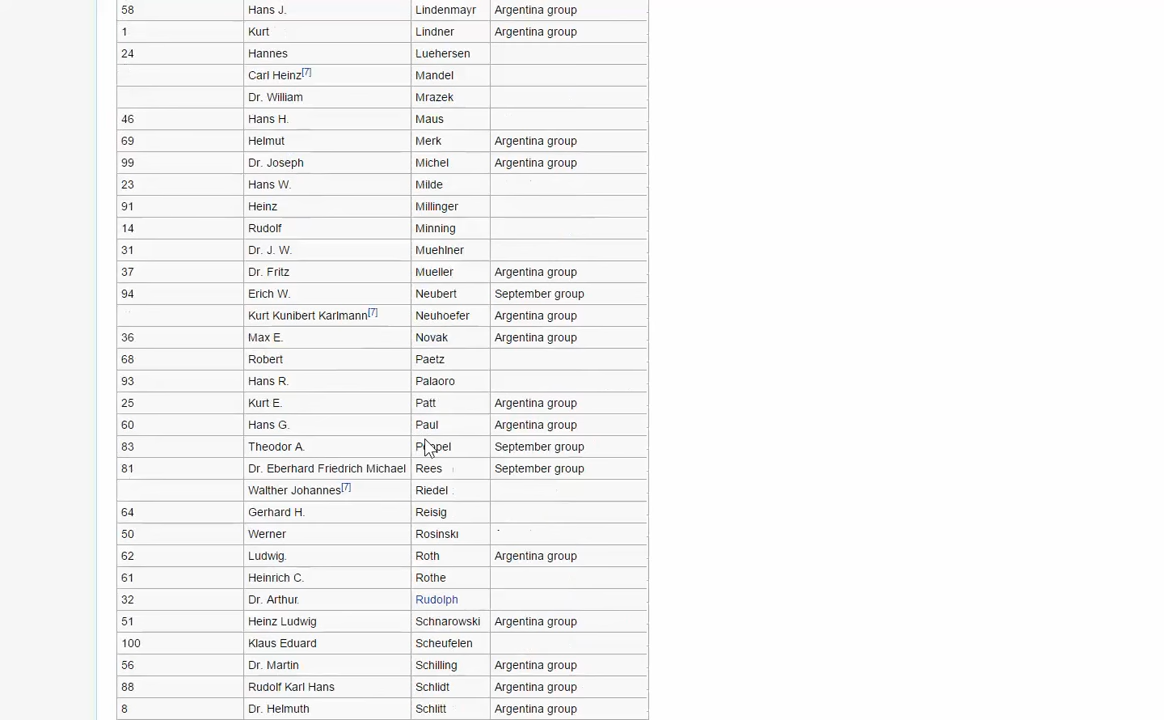 58 Hans J. Lindenmayr Argentina group
1 Kurt Lindner Argentina group
24 Hannes Luehersen
Carl Heinz[7] Mandel
Dr. William Mrazek
46 Hans H. Maus
69 Helmut Merk Argentina group
99 Dr. Joseph Michel Argentina group
23 Hans W. Milde
91 Heinz Millinger
14 Rudolf Minning
31 Dr. J. W. Muehlner
37 Dr. Fritz Mueller Argentina group
94 Erich W. Neubert September group
Kurt Kunibert Karlmann[7] Neuhoefer Argentina group
36 Max E. Novak Argentina group
68 Robert Paetz
93 Hans R. Palaoro
25 Kurt E. Patt Argentina group
60 Hans G. Paul Argentina group
83 Theodor A. September group
81 Dr. Eberhard Friedrich Michael Rees September group
Walther Johannes[7] Riedel
64 Gerhard H. Reisig
50 Werner Rosinski
62 Ludwig. Roth Argentina group
61 Heinrich C. Rothe
32 Dr. Arthur. Rudolph
51 Heinz Ludwig Schnarowski Argentina group
100 Klaus Eduard Scheufelen
56 Dr. Martin Schilling Argentina group
88 Rudolf Karl Hans Schlidt Argentina group
8 Dr. Helmuth Schlitt Argentina group